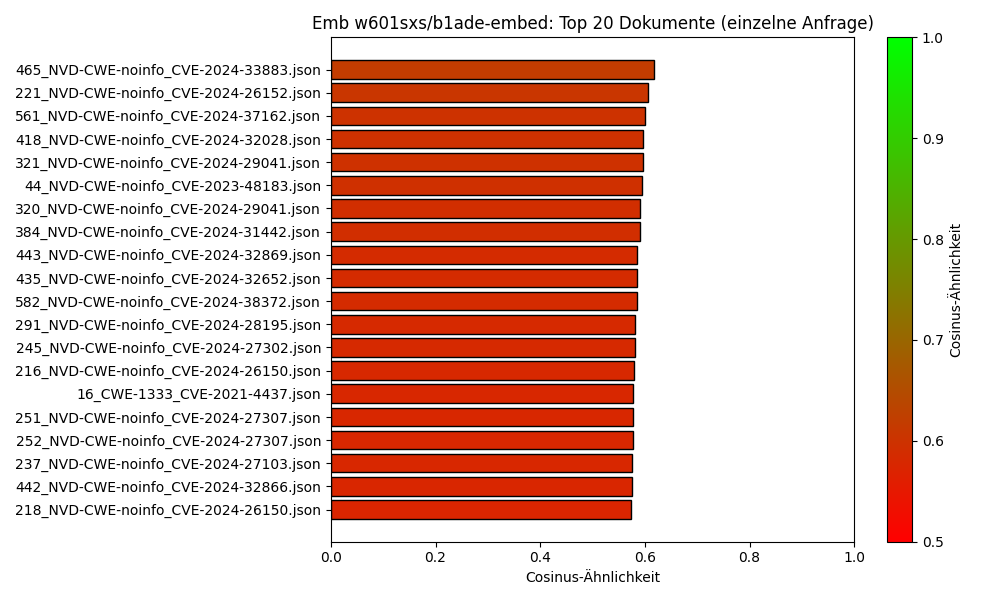 Emb w601sxs/b1ade-embed: Top 20 Dokumente (einzelne Anfrage)
465_NVD-CWE-noinfo_CVE-2024-33883.json
221_NVD-CWE-noinfo_CVE-2024-26152.json
561_NVD-CWE-noinfo_CVE-2024-37162.json
418_NVD-CWE-noinfo_CVE-2024-32028.json
321_NVD-CWE-noinfo_CVE-2024-29041.json
44_NVD-CWE-noinfo_CVE-2023-48183.json
320_NVD-CWE-noinfo_CVE-2024-29041.json
384_NVD-CWE-noinfo_CVE-2024-31442.json
443_NVD-CWE-noinfo_CVE-2024-32869.json
435_NVD-CWE-noinfo_CVE-2024-32652.json
582_NVD-CWE-noinfo_CVE-2024-38372.json
291_NVD-CWE-noinfo_CVE-2024-28195.json
245_NVD-CWE-noinfo_CVE-2024-27302.json
216_NVD-CWE-noinfo_CVE-2024-26150.json
16_CWE-1333_CVE-2021-4437.json
251_NVD-CWE-noinfo_CVE-2024-27307.json
252_NVD-CWE-noinfo_CVE-2024-27307.json
237_NVD-CWE-noinfo_CVE-2024-27103.json
442_NVD-CWE-noinfo_CVE-2024-32866.json
218_NVD-CWE-noinfo_CVE-2024-26150.json
0.0 0.2 0.4 0.6 0.8 1.0
Cosinus-Ähnlichkeit
1.0
0.9
0.8
0.7
0.6
0.5
Cosinus-Ähnlichkeit